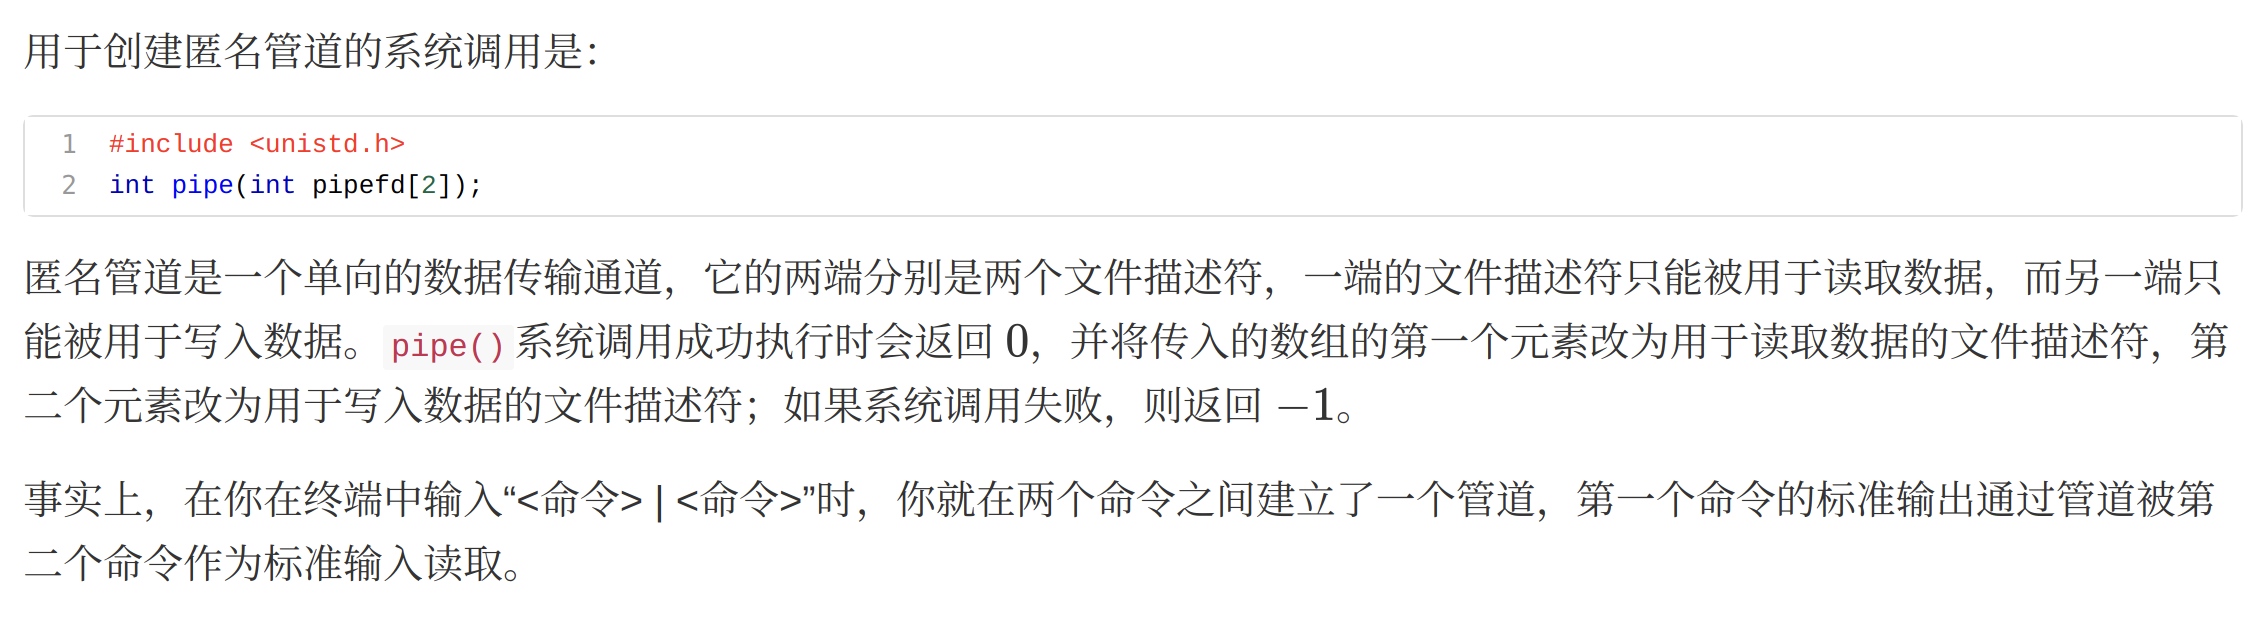 用于创建匿名管道的系统调用是：
1 #include <unistd.h>
2 int pipe(int pipefd[2]);
匿名管道是一个单向的数据传输通道，它的两端分别是两个文件描述符，一端的文件描述符只能被用于读取数据，而另一端只
能被用于写入数据。pipe()系统调用成功执行时会返回 0，并将传入的数组的第一个元素改为用于读取数据的文件描述符，第
二个元素改为用于写入数据的文件描述符；如果系统调用失败，则返回 −1。
事实上，在你在终端中输入“<命令> | <命令>”时，你就在两个命令之间建立了一个管道，第一个命令的标准输出通过管道被第
二个命令作为标准输入读取。